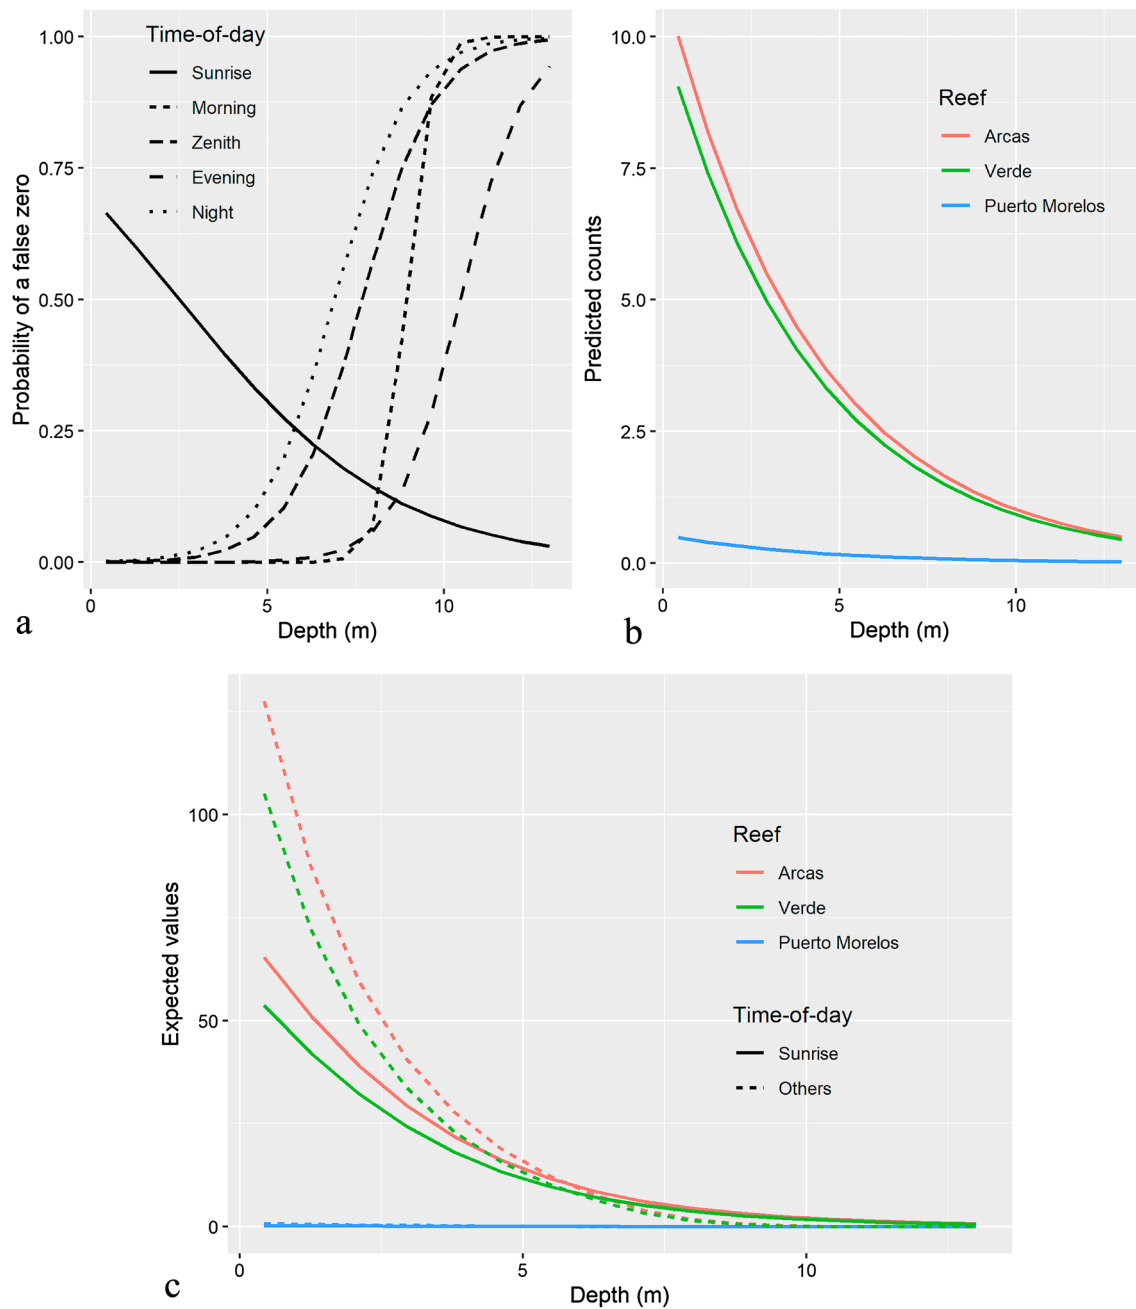 Time-of-day
Sunrise
Morning
Zenith
Evening
Night
Probability of a false zero
1.00
0.75
0.50
0.25
0.00
0
5
10
Depth (m)
a
Reef
Arcas
Verde
Puerto Morelos
Predicted counts
10.0
7.5
5.0
2.5
0.0
0
5
10
Depth (m)
b
Reef
Arcas
Verde
Puerto Morelos
Time-of-day
Sunrise
Others
Expected values
100
50
0
0
5
10
Depth (m)
c